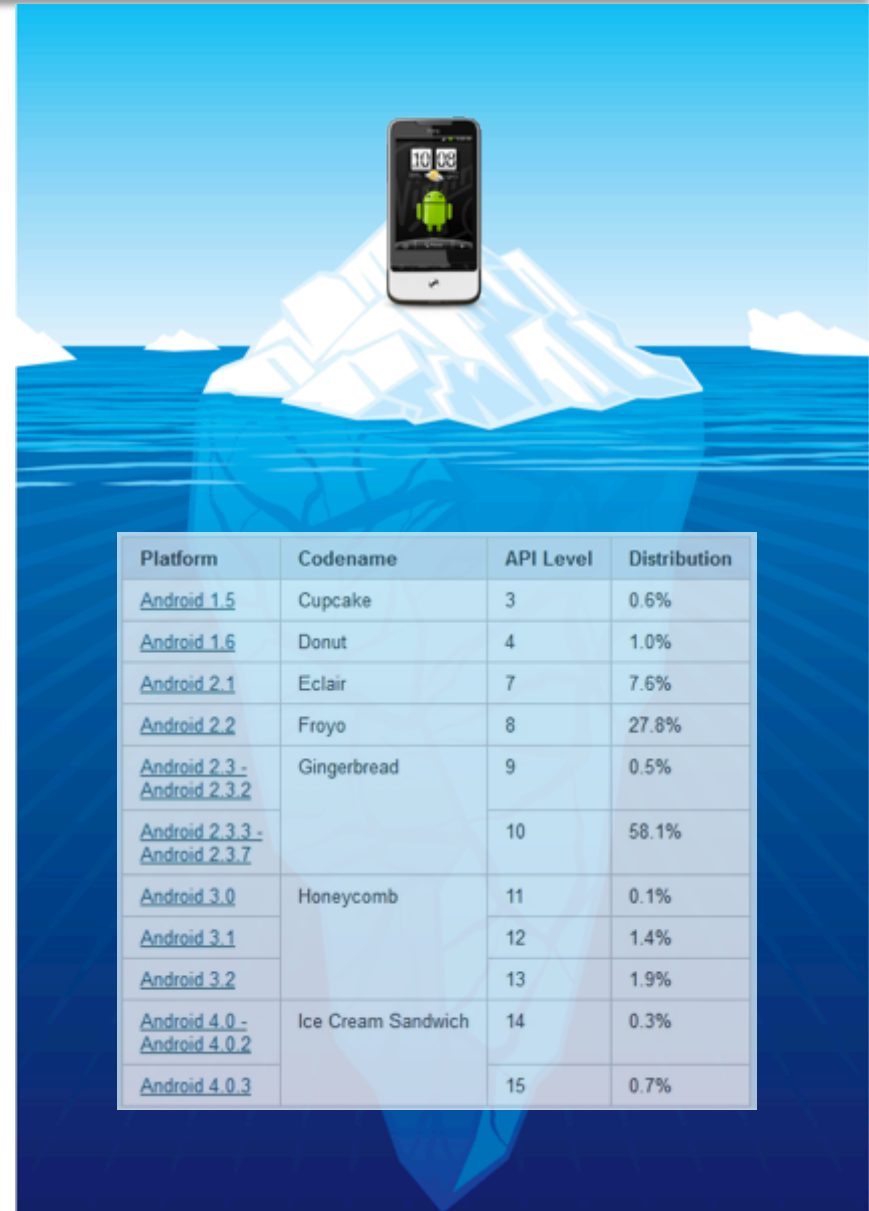 10 08
Platform Codename API Level Distribution
Android 1.5 Cupcake 3 0.6%
Android 1.6 Donut 4 1.0%
Android 2.1 Eclair 7 7.6%
Android 2.2 Froyo 8 27.8%
Android 2.3 - Gingerbread 9 0.5%
Android 2.3.2
Android 2.3.3 - 10 58.1%
Android 2.3.7
Android 3.0 Honeycomb 11 0.1%
Android 3.1 12 1.4%
Android 3.2 13 1.9%
Android 4.0 - Ice Cream Sandwich 14 0.3%
Android 4.0.2
Android 4.0.3 15 0.7%